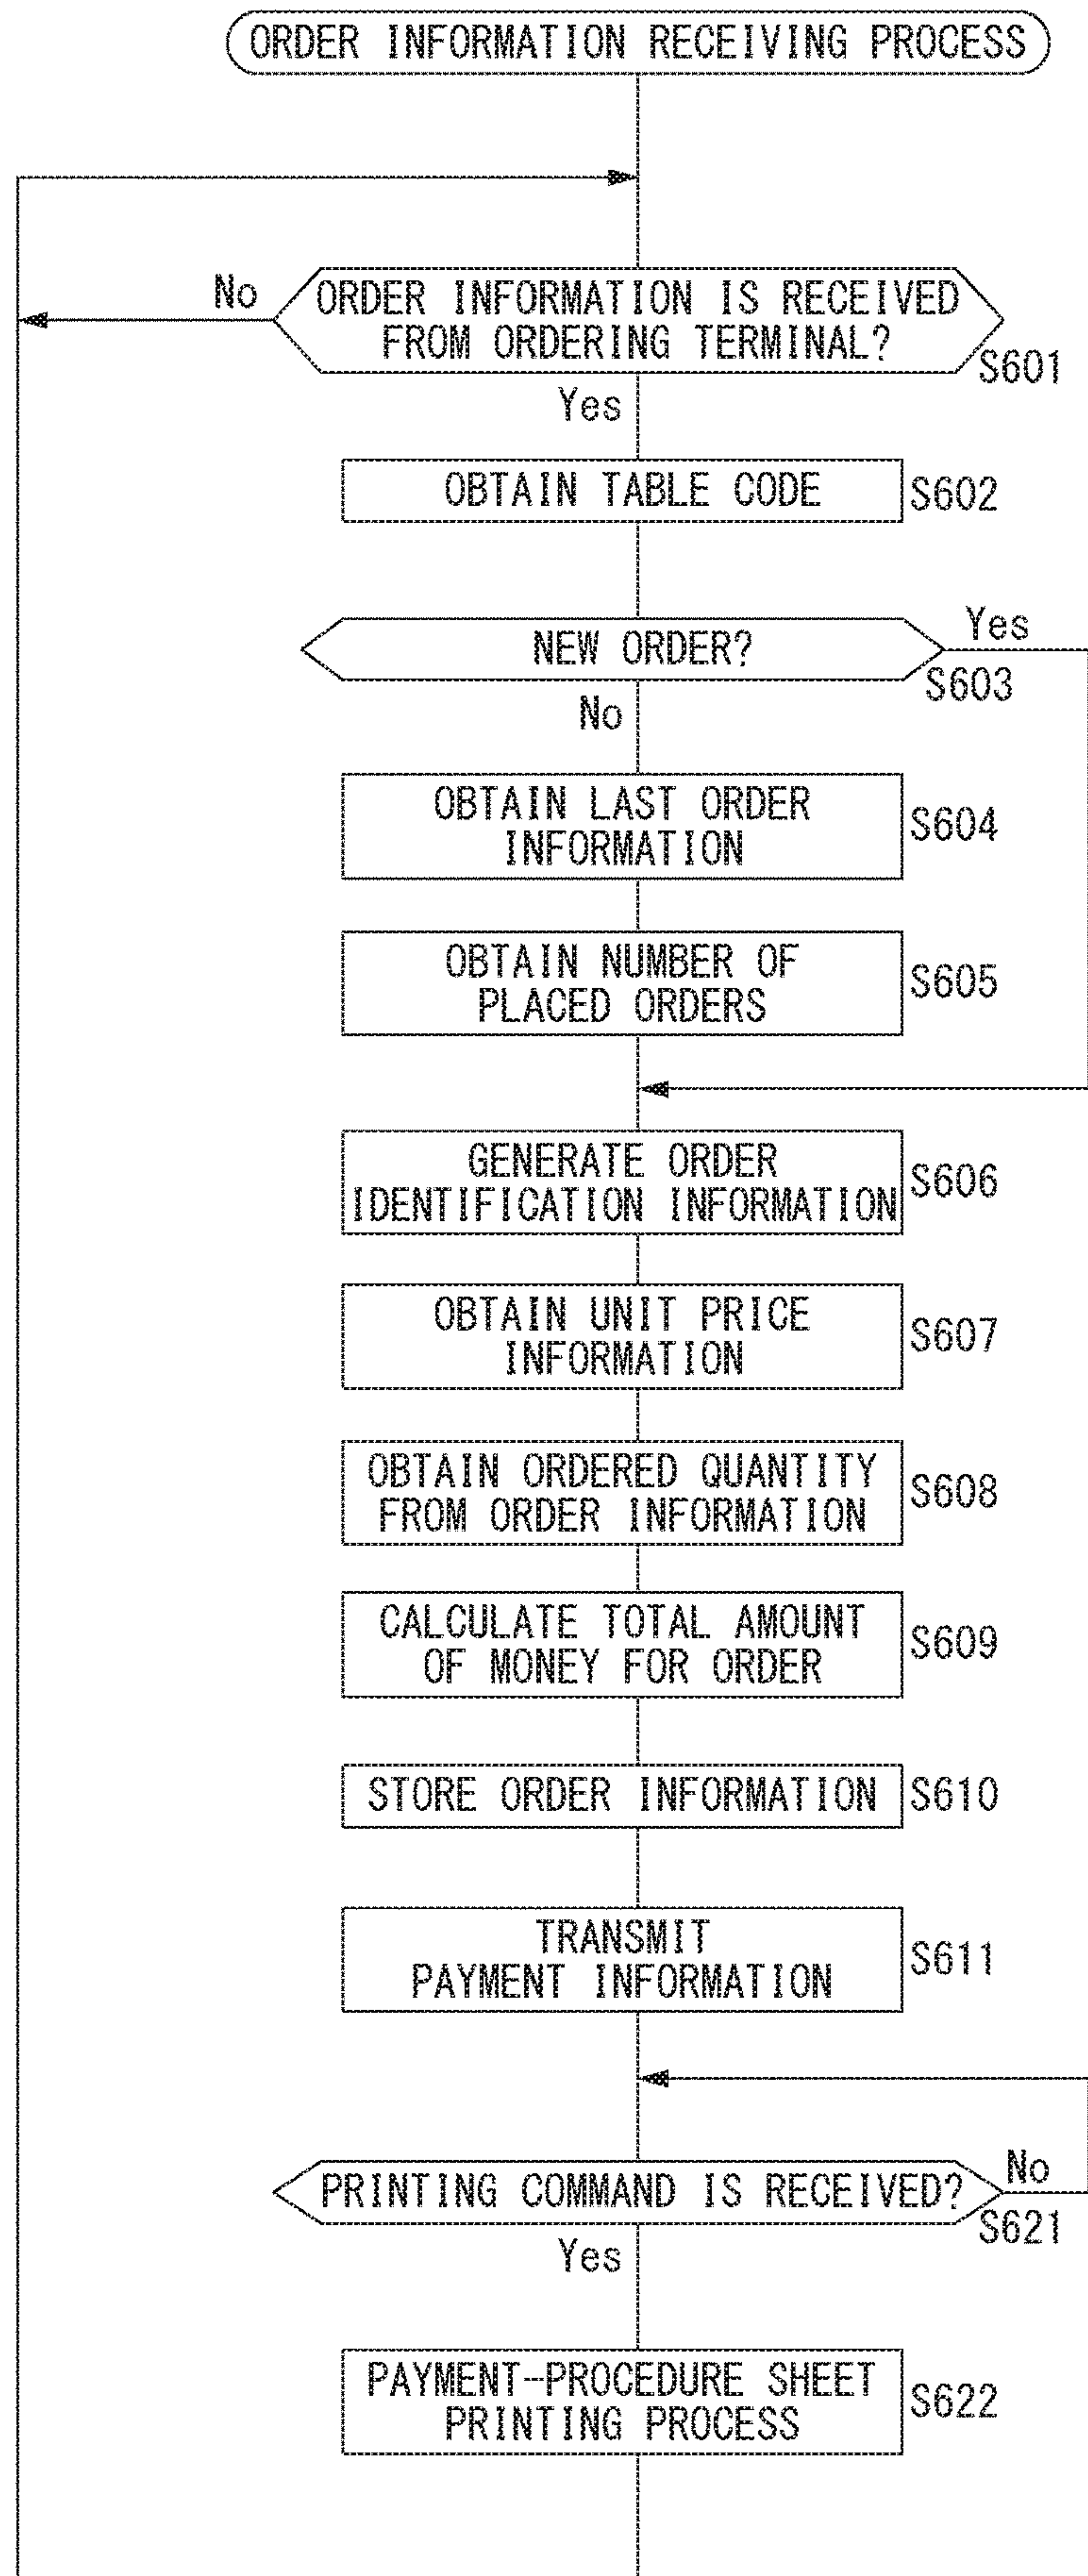 ORDER INFORMATION RECEIVING PROCESS
No
ORDER INFORMATION IS RECEIVED
FROM ORDERING TERMINAL?
S601
Yes
OBTAIN TABLE CODE
S602
Yes
NEW ORDER?
S603
No
OBTAIN LAST ORDER
INFORMATION
S604
OBTAIN NUMBER OF
PLACED ORDERS
S605
GENERATE ORDER
IDENTIFICATION INFORMATION
S606
OBTAIN UNIT PRICE
INFORMATION
S607
OBTAIN ORDERED QUANTITY
FROM ORDER INFORMATION
S608
CALCULATE TOTAL AMOUNT
OF MONEY FOR ORDER
S609
STORE ORDER INFORMATION
S610
TRANSMIT
PAYMENT INFORMATION
S611
PRINTING COMMAND IS RECEIVED?
No
S621
Yes
PAYMENT-PROCEDURE SHEET
PRINTING PROCESS
S622